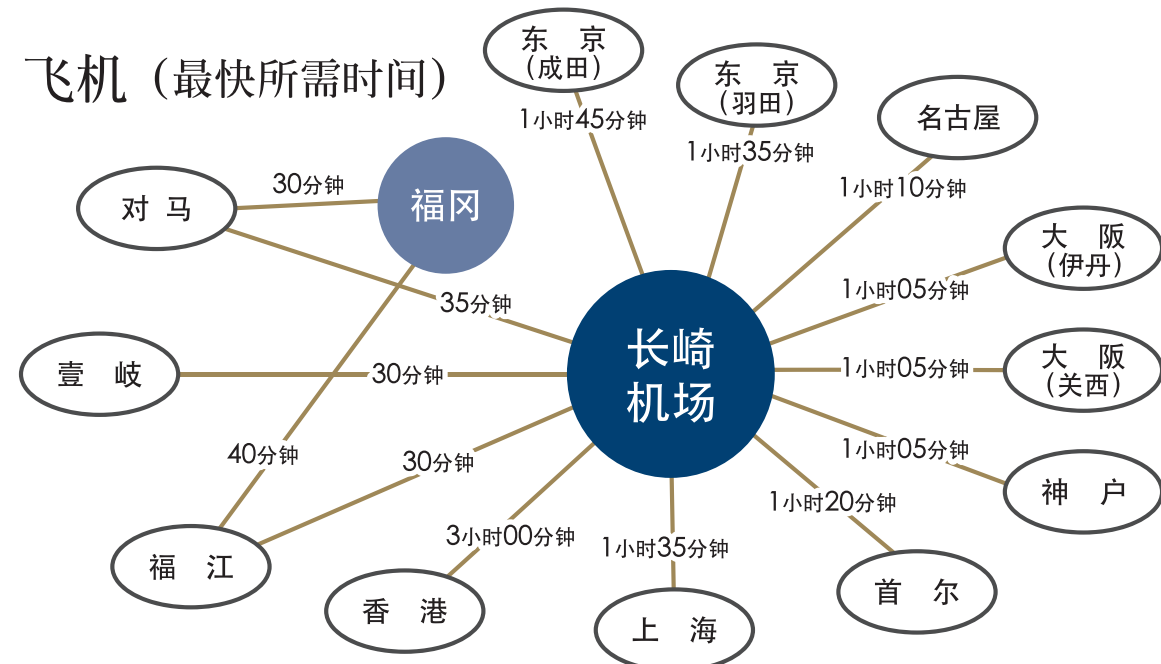 飞机（最快所需时间）
东 京
（成田）
1小时45分钟
东 京
（羽田）
1小时35分钟
名古屋
1小时10分钟
福冈
30分钟
对 马
35分钟
大 阪
（伊丹）
1小时05分钟
长崎
机场
大 阪
（关西）
1小时05分钟
壹 岐
30分钟
40分钟
30分钟
1小时05分钟
神 户
1小时20分钟
3小时00分钟
1小时35分钟
福 江
香 港
上 海
首 尔